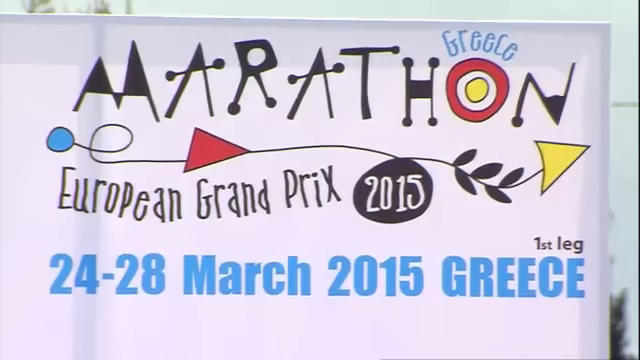 Greece
MARATHON
European Grand Prix 2015
1st leg
24-28 March 2015 GREECE